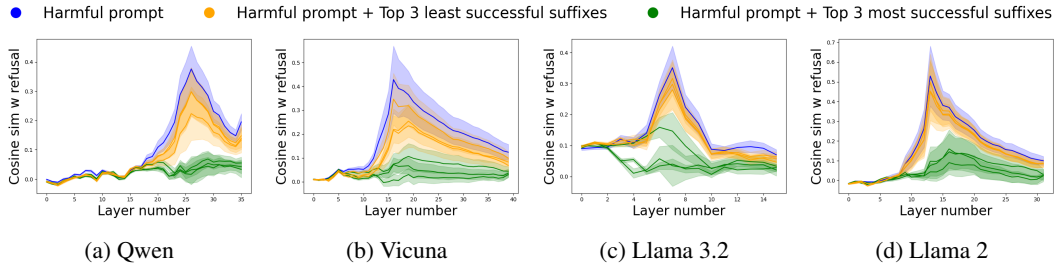 Harmful prompt Harmful prompt + Top 3 least successful suffixes Harmful prompt + Top 3 most successful suffixes
Cosine sim w refusal
0.0
0.1
0.2
0.3
0.4
0 5 10 15 20 25 30 35
Layer number
(a) Qwen
Cosine sim w refusal
0.0
0.1
0.2
0.3
0.4
0.5
0 5 10 15 20 25 30 35 40
Layer number
(b) Vicuna
Cosine sim w refusal
0.0
0.1
0.2
0.3
0.4
0 2 4 6 8 10 12 14
Layer number
(c) Llama 3.2
Cosine sim w refusal
0.0
0.1
0.2
0.3
0.4
0.5
0.6
0.7
0 5 10 15 20 25 30
Layer number
(d) Llama 2